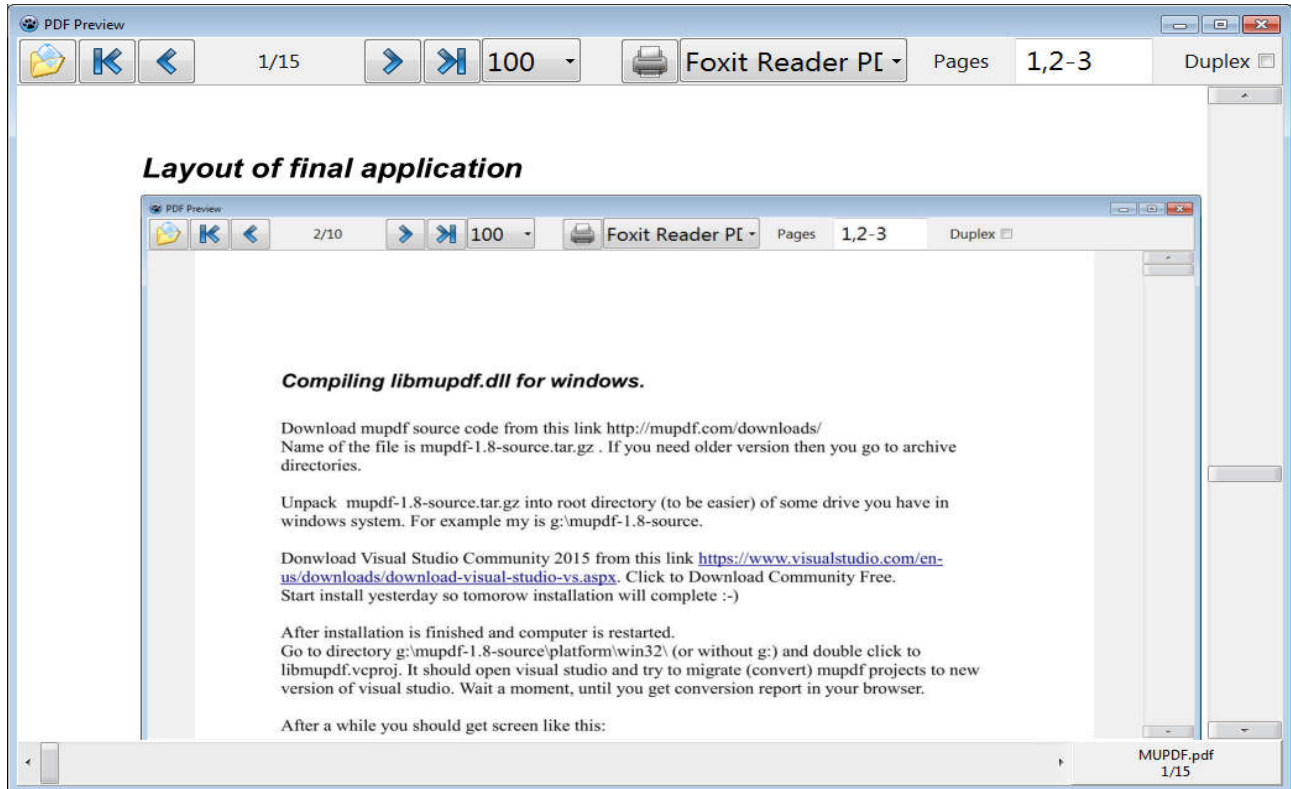 PDF Preview
1/15 100 Foxit Reader PD Pages 1,2-3 Duplex
Layout of final application
PDF Preview
2/10 100 Foxit Reader PD Pages 1,2-3 Duplex
Compiling libmupdf.dll for windows.
Download mupdf source code from this link http://mupdf.com/downloads/
Name of the file is mupdf-1.8-source.tar.gz . If you need older version then you go to archive
directories.
Unpack mupdf-1.8-source.tar.gz into root directory (to be easier) of some drive you have in
windows system. For example my is g:\mupdf-1.8-source.
Donwload Visual Studio Community 2015 from this link https://www.visualstudio.com/en-
us/downloads/download-visual-studio-vs.aspx. Click to Download Community Free.
Start install yesterday so tomorow installation will complete :-)
After installation is finished and computer is restarted.
Go to directory g:\mupdf-1.8-source\platform\win32\ (or without g:) and double click to
libmupdf.vcproj. It should open visual studio and try to migrate (convert) mupdf projects to new
version of visual studio. Wait a moment, until you get conversion report in your browser.
After a while you should get screen like this:
MUPDF.pdf
1/15